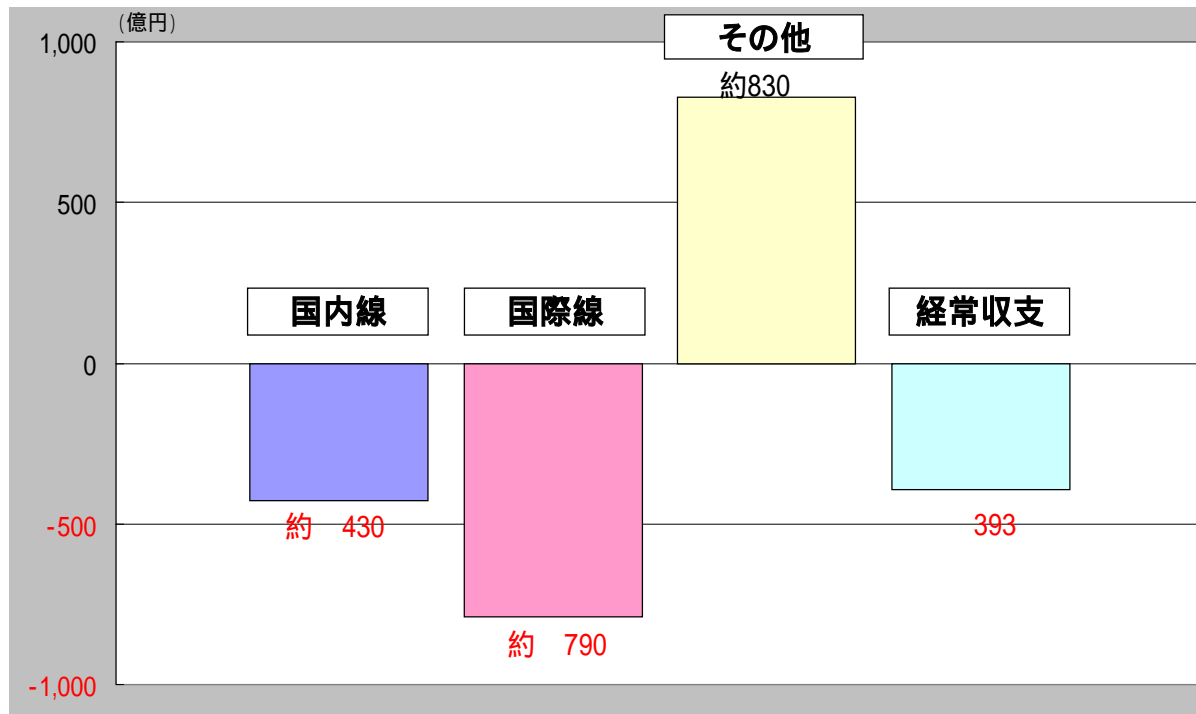 (億円)
1,000
500
0
-500
-1,000
国内線
約 430
国際線
約 790
その他
約830
経常収支
393